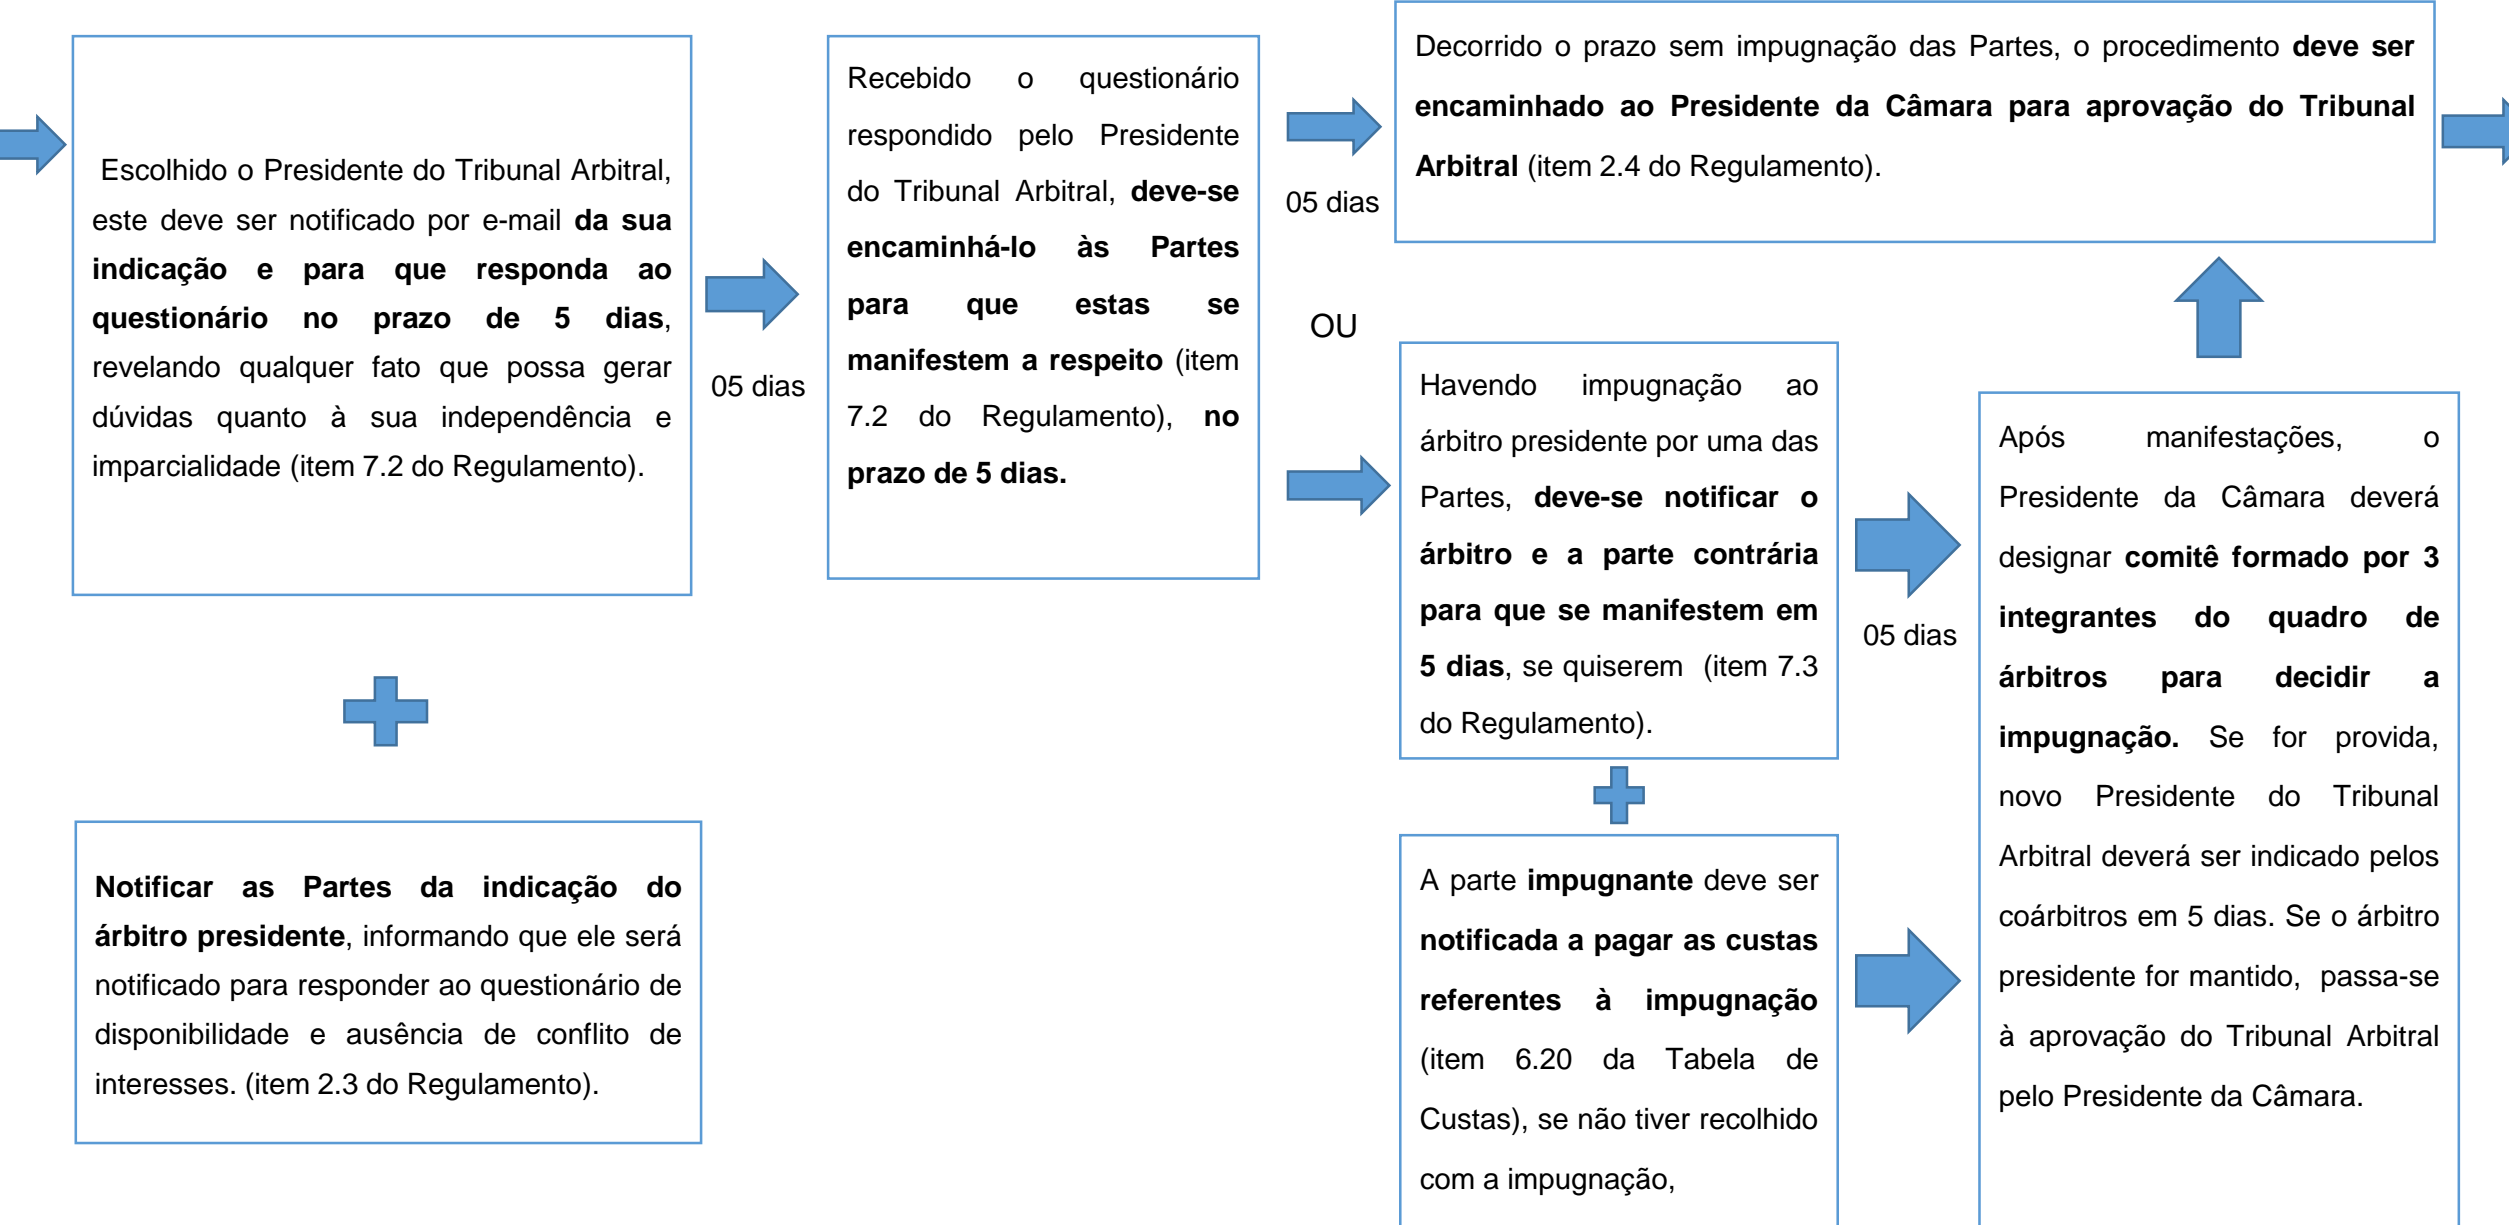 Escolhido o Presidente do Tribunal Arbitral,
este deve ser notificado por e-mail da sua
indicação e para que responda ao
questionário no prazo de 5 dias,
revelando qualquer fato que possa gerar
dúvidas quanto à sua independência e
imparcialidade (item 7.2 do Regulamento).
05 dias
Notificar as Partes da indicação do
árbitro presidente, informando que ele será
notificado para responder ao questionário de
disponibilidade e ausência de conflito de
interesses. (item 2.3 do Regulamento).
Recebido o questionário
respondido pelo Presidente
do Tribunal Arbitral, deve-se
encaminhá-lo às Partes
para que estas se
manifestem a respeito (item
7.2 do Regulamento), no
prazo de 5 dias.
05 dias
OU
Decorrido o prazo sem impugnação das Partes, o procedimento deve ser
encaminhado ao Presidente da Câmara para aprovação do Tribunal
Arbitral (item 2.4 do Regulamento).
Havendo impugnação ao
árbitro presidente por uma das
Partes, deve-se notificar o
árbitro e a parte contrária
para que se manifestem em
5 dias, se quiserem (item 7.3
do Regulamento).
05 dias
A parte impugnante deve ser
notificada a pagar as custas
referentes à impugnação
(item 6.20 da Tabela de
Custas), se não tiver recolhido
com a impugnação,
Após manifestações, o
Presidente da Câmara deverá
designar comitê formado por 3
integrantes do quadro de
árbitros para decidir a
impugnação. Se for provida,
novo Presidente do Tribunal
Arbitral deverá ser indicado pelos
coárbitros em 5 dias. Se o árbitro
presidente for mantido, passa-se
à aprovação do Tribunal Arbitral
pelo Presidente da Câmara.